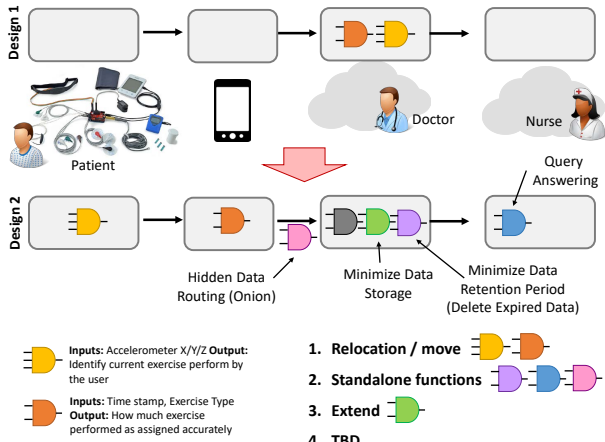 Design 1
Patient
Doctor
Nurse
Query
Answering
Design 2
Hidden Data
Routing (Onion)
Minimize Data
Storage
Minimize Data
Retention Period
(Delete Expired Data)
Inputs: Accelerometer X/Y/Z Output:
Identify current exercise perform by
the user
Inputs: Time stamp, Exercise Type
Output: How much exercise
performed as assigned accurately
1. Relocation / move
2. Standalone functions
3. Extend
4. TBD